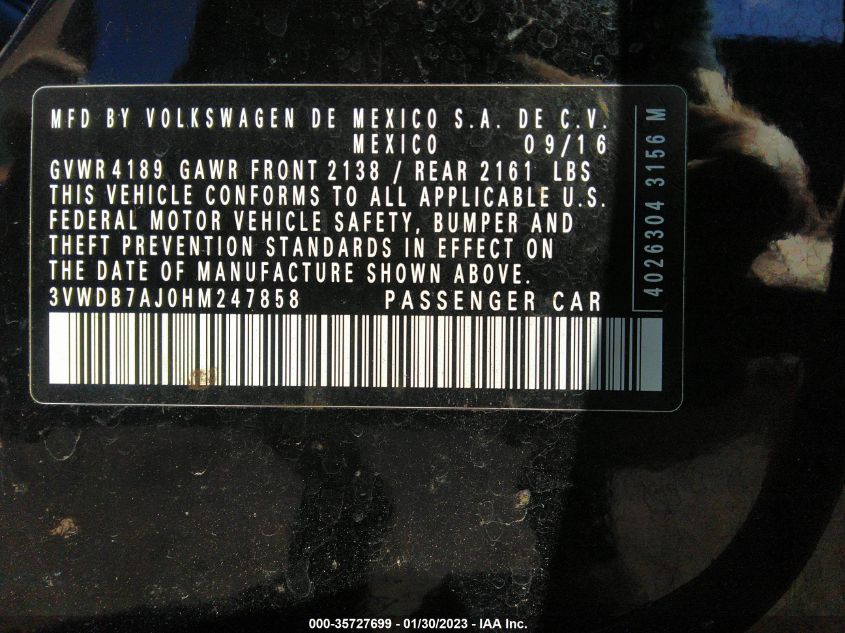 MFD BY VOLKSWAGEN DE MEXICO S.A. DE C.V.
MEXICO 09/16
GVWR 4189 GAWR FRONT 2138 / REAR 2161 LBS
THIS VEHICLE CONFORMS TO ALL APPLICABLE U.S.
FEDERAL MOTOR VEHICLE SAFETY, BUMPER AND
THEFT PREVENTION STANDARDS IN EFFECT ON
THE DATE OF MANUFACTURE SHOWN ABOVE.
3VWDB7AJ0HM247858 PASSENGER CAR
4026304 3156 M
000-35727699 - 01/30/2023 - IAA Inc.